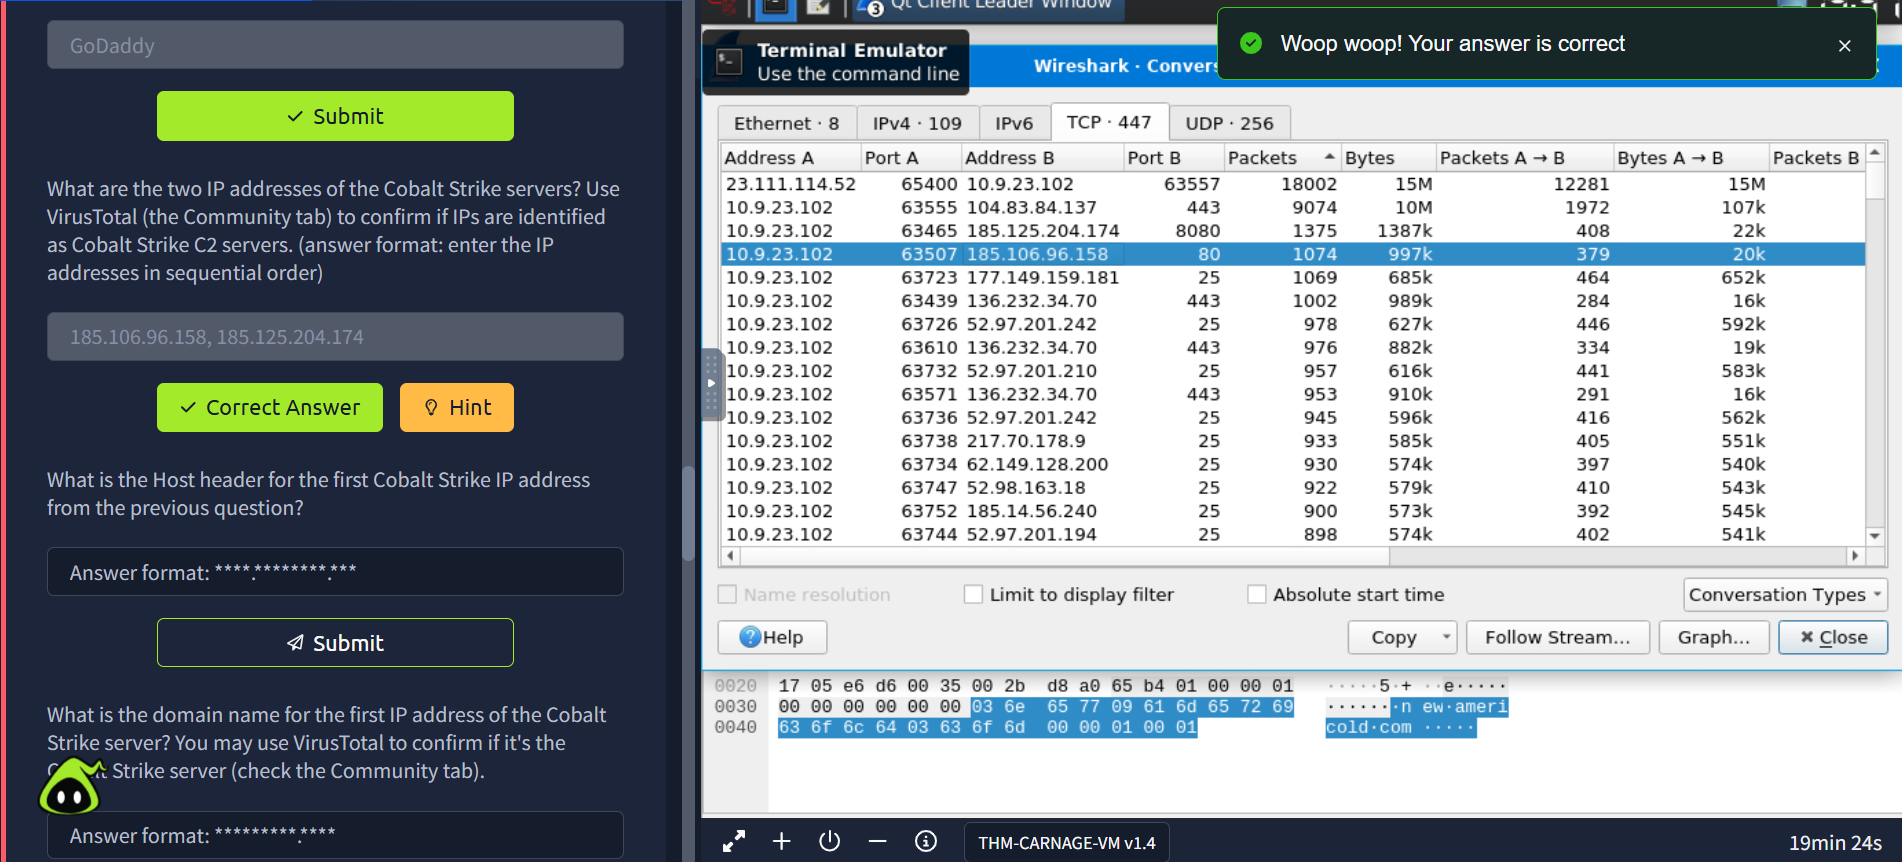 GoDaddy
Submit
What are the two IP addresses of the Cobalt Strike servers? Use
VirusTotal (the Community tab) to confirm if IPs are identified
as Cobalt Strike C2 servers. (answer format: enter the IP
addresses in sequential order)
185.106.96.158, 185.125.204.174
Correct Answer
Hint
What is the Host header for the first Cobalt Strike IP address
from the previous question?
Answer format: ****.********.***
Submit
What is the domain name for the first IP address of the Cobalt
Strike server? You may use VirusTotal to confirm if it's the
Strike server (check the Community tab).
Answer format: *********.****
3 Qt Client Leader Window
Terminal Emulator
Use the command line
Wireshark · Convers
Woop woop! Your answer is correct
Ethernet · 8 IPv4 · 109 IPv6 TCP · 447 UDP · 256
Address A Port A Address B Port B Packets Bytes Packets A → B Bytes A → B Packets B
23.111.114.52 65400 10.9.23.102 63557 18002 15M 12281 15M
10.9.23.102 63555 104.83.84.137 443 9074 10M 1972 107k
10.9.23.102 63465 185.125.204.174 8080 1375 1387k 408 22k
10.9.23.102 63507 185.106.96.158 80 1074 997k 379 20k
10.9.23.102 63723 177.149.159.181 25 1069 685k 464 652k
10.9.23.102 63439 136.232.34.70 443 1002 989k 284 16k
10.9.23.102 63726 52.97.201.242 25 978 627k 446 592k
10.9.23.102 63610 136.232.34.70 443 976 882k 334 19k
10.9.23.102 63732 52.97.201.210 25 957 616k 441 583k
10.9.23.102 63571 136.232.34.70 443 953 910k 291 16k
10.9.23.102 63736 52.97.201.242 25 945 596k 416 562k
10.9.23.102 63738 217.70.178.9 25 933 585k 405 551k
10.9.23.102 63734 62.149.128.200 25 930 574k 397 540k
10.9.23.102 63747 52.98.163.18 25 922 579k 410 543k
10.9.23.102 63752 185.14.56.240 25 900 573k 392 545k
10.9.23.102 63744 52.97.201.194 25 898 574k 402 541k
Name resolution Limit to display filter Absolute start time Conversation Types
Help Copy Follow Stream... Graph... Close
0020 17 05 e6 d6 00 35 00 2b d8 a0 65 b4 01 00 00 01 ·····5·+ ··e·····
0030 00 00 00 00 00 00 03 6e 65 77 09 61 6d 65 72 69 ·······n ew·ameri
0040 63 6f 6c 64 03 63 6f 6d 00 00 01 00 01 cold·com ·····
THM-CARNAGE-VM v1.4
19min 24s